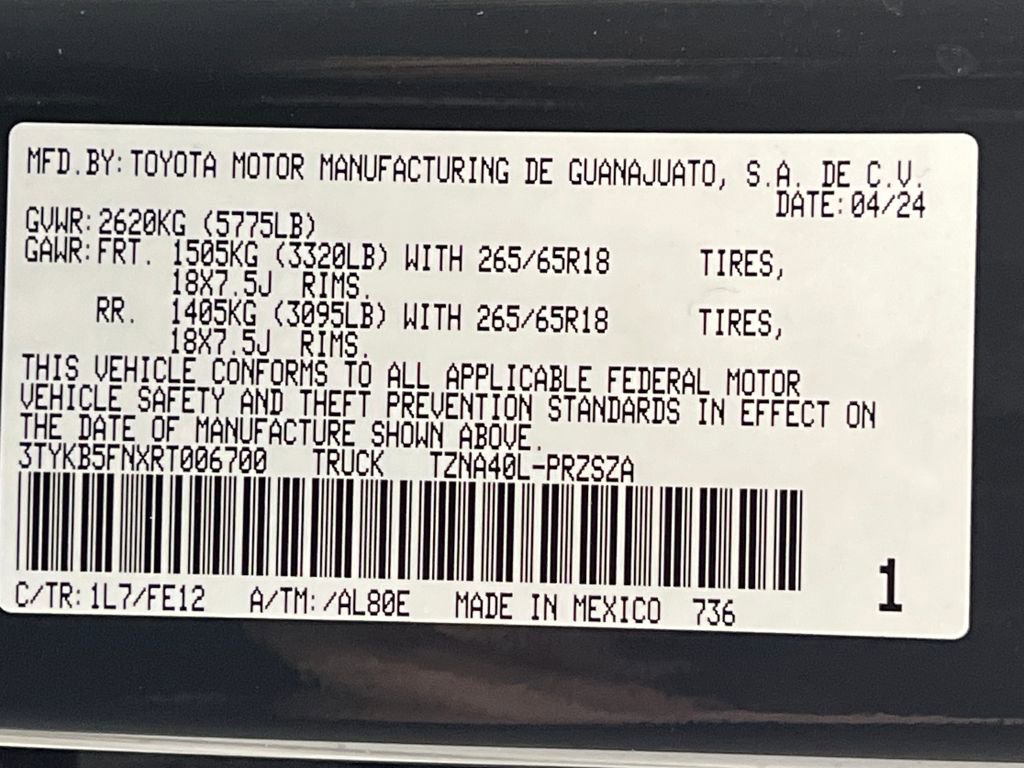 MFD.BY: TOYOTA MOTOR MANUFACTURING DE GUANAJUATO, S.A. DE C.V.
DATE: 04/24
GVWR: 2620KG (5775LB)
GAWR: FRT. 1505KG (3320LB) WITH 265/65R18 TIRES,
18X7.5J RIMS.
RR. 1405KG (3095LB) WITH 265/65R18 TIRES,
18X7.5J RIMS.
THIS VEHICLE CONFORMS TO ALL APPLICABLE FEDERAL MOTOR
VEHICLE SAFETY AND THEFT PREVENTION STANDARDS IN EFFECT ON
THE DATE OF MANUFACTURE SHOWN ABOVE.
3TYKB5FNXRT006700 TRUCK TZNA40L-PRZSZA
1
C/TR: 1L7/FE12 A/TM: /AL80E MADE IN MEXICO 736